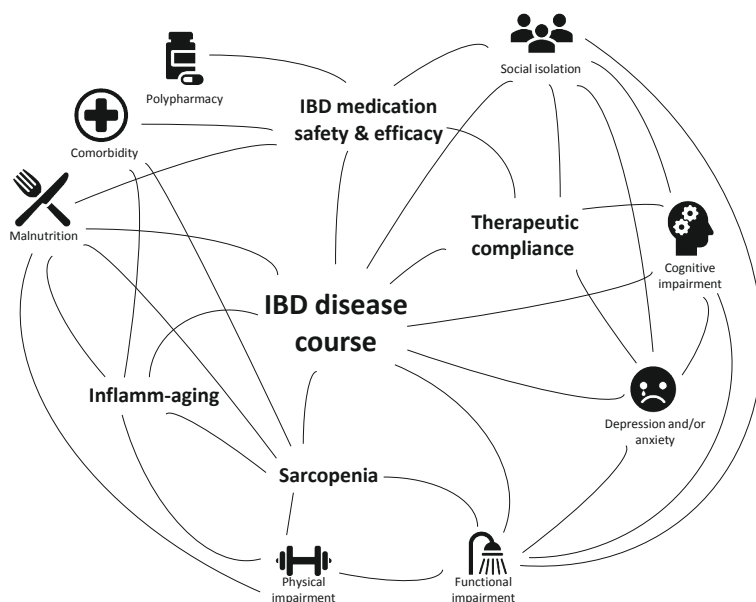 Social isolation
Polypharmacy
IBD medication
safety & efficacy
Comorbidity
Malnutrition
Therapeutic
compliance
Cognitive
impairment
IBD disease
course
Inflamm-aging
Depression and/or
anxiety
Sarcopenia
Physical
impairment
Functional
impairment